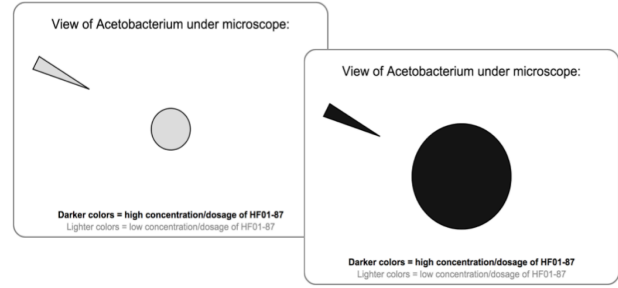 View of Acetobacterium under microscope:
Darker colors = high concentration/dosage of HF01-87
Lighter colors = low concentration/dosage of HF01-87
View of Acetobacterium under microscope:
Darker colors = high concentration/dosage of HF01-87
Lighter colors = low concentration/dosage of HF01-87